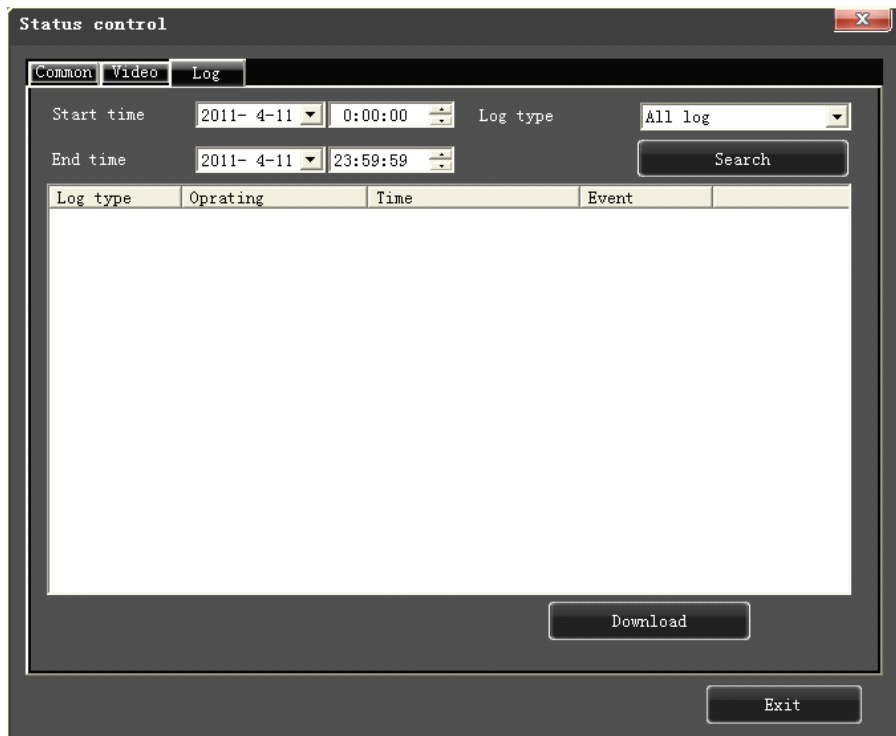 Status control
Common Video Log
Start time 2011- 4-11 0:00:00 Log type All log
End time 2011- 4-11 23:59:59 Search
Log type Oprating Time Event
Download
Exit